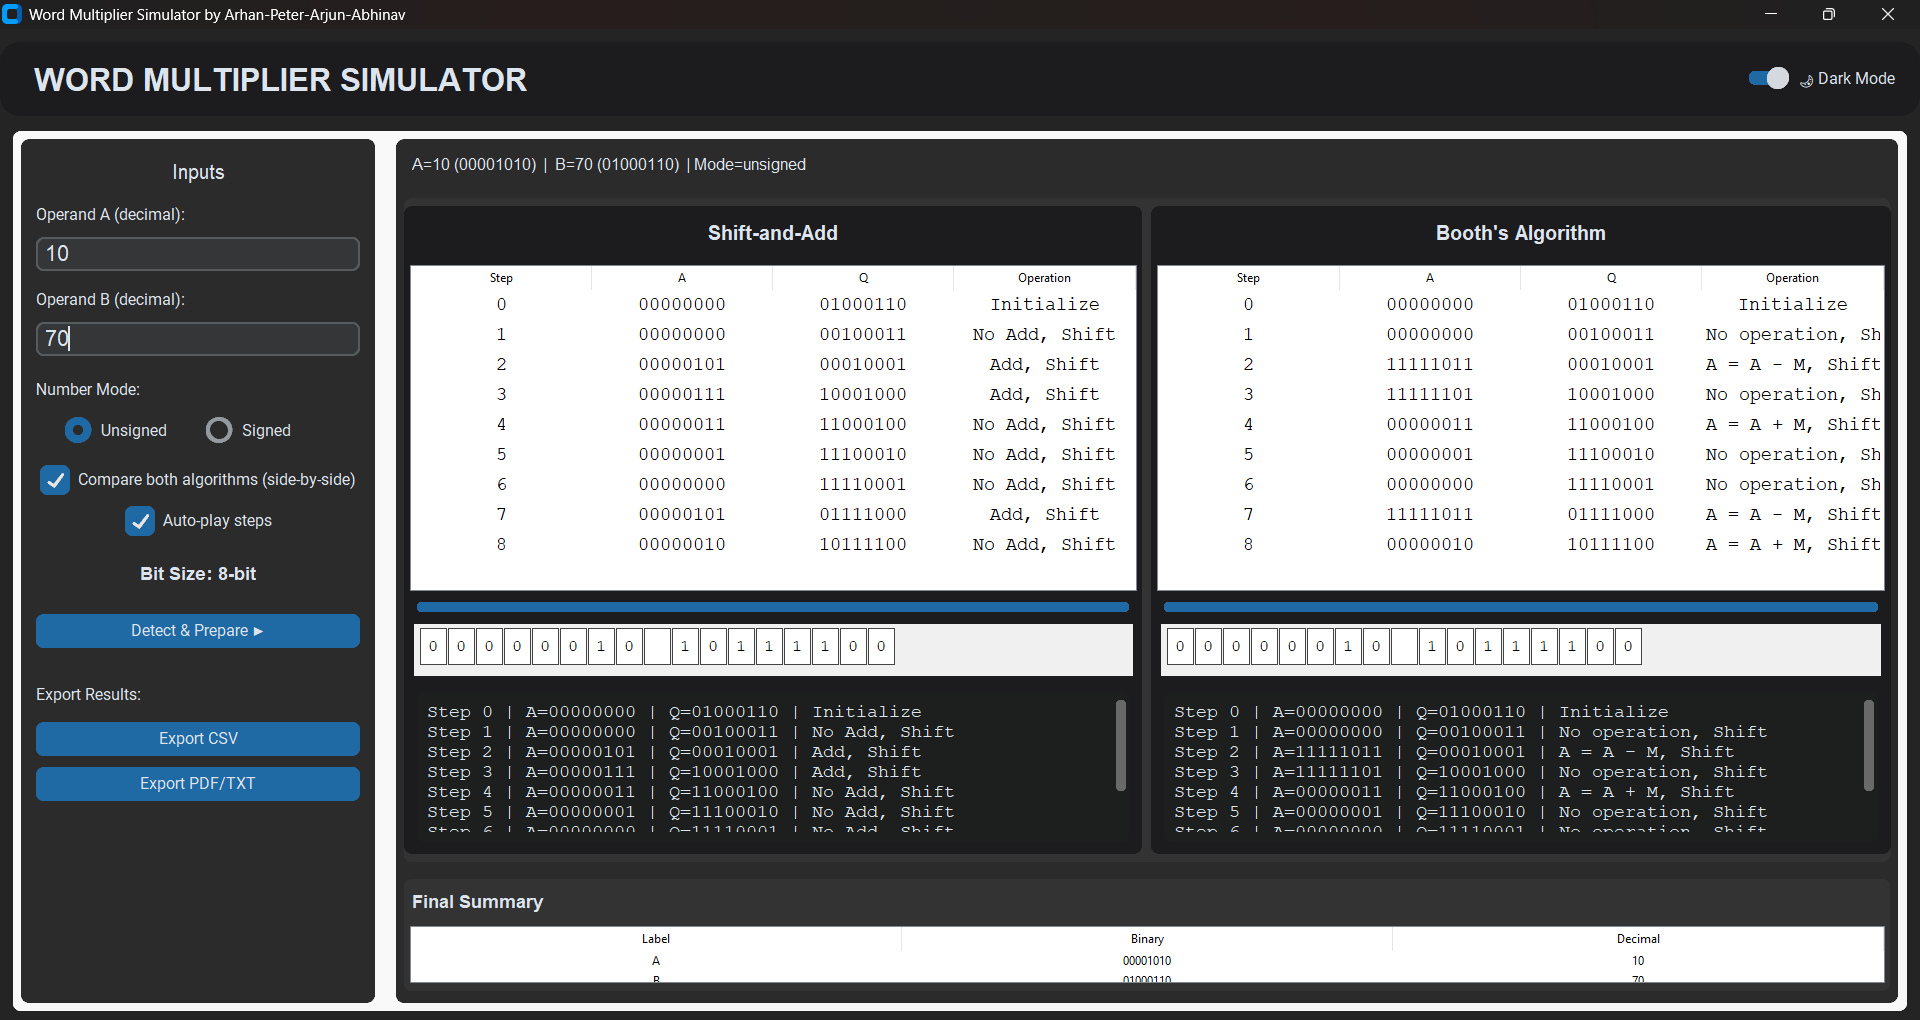 Word Multiplier Simulator by Arhan-Peter-Arjun-Abhinav
WORD MULTIPLIER SIMULATOR
🌙 Dark Mode
Inputs
Operand A (decimal):
10
Operand B (decimal):
70
Number Mode:
Unsigned Signed
Compare both algorithms (side-by-side)
Auto-play steps
Bit Size: 8-bit
Detect & Prepare ►
Export Results:
Export CSV
Export PDF/TXT
A=10 (00001010) | B=70 (01000110) | Mode=unsigned
Shift-and-Add
Step A Q Operation
0 00000000 01000110 Initialize
1 00000000 00100011 No Add, Shift
2 00000101 00010001 Add, Shift
3 00000111 10001000 Add, Shift
4 00000011 11000100 No Add, Shift
5 00000001 11100010 No Add, Shift
6 00000000 11110001 No Add, Shift
7 00000101 01111000 Add, Shift
8 00000010 10111100 No Add, Shift
0 0 0 0 0 0 1 0 1 0 1 1 1 1 0 0
Step 0 | A=00000000 | Q=01000110 | Initialize
Step 1 | A=00000000 | Q=00100011 | No Add, Shift
Step 2 | A=00000101 | Q=00010001 | Add, Shift
Step 3 | A=00000111 | Q=10001000 | Add, Shift
Step 4 | A=00000011 | Q=11000100 | No Add, Shift
Step 5 | A=00000001 | Q=11100010 | No Add, Shift
Step 6 | A=00000000 | Q=11110001 | No Add, Shift
Booth's Algorithm
Step A Q Operation
0 00000000 01000110 Initialize
1 00000000 00100011 No operation, Sh
2 11111011 00010001 A = A - M, Shift
3 11111101 10001000 No operation, Sh
4 00000011 11000100 A = A + M, Shift
5 00000001 11100010 No operation, Sh
6 00000000 11110001 No operation, Sh
7 11111011 01111000 A = A - M, Shift
8 00000010 10111100 A = A + M, Shift
0 0 0 0 0 0 1 0 1 0 1 1 1 1 0 0
Step 0 | A=00000000 | Q=01000110 | Initialize
Step 1 | A=00000000 | Q=00100011 | No operation, Shift
Step 2 | A=11111011 | Q=00010001 | A = A - M, Shift
Step 3 | A=11111101 | Q=10001000 | No operation, Shift
Step 4 | A=00000011 | Q=11000100 | A = A + M, Shift
Step 5 | A=00000001 | Q=11100010 | No operation, Shift
Step 6 | A=00000000 | Q=11110001 | No operation, Shift
Final Summary
Label Binary Decimal
A 00001010 10
B 01000110 70